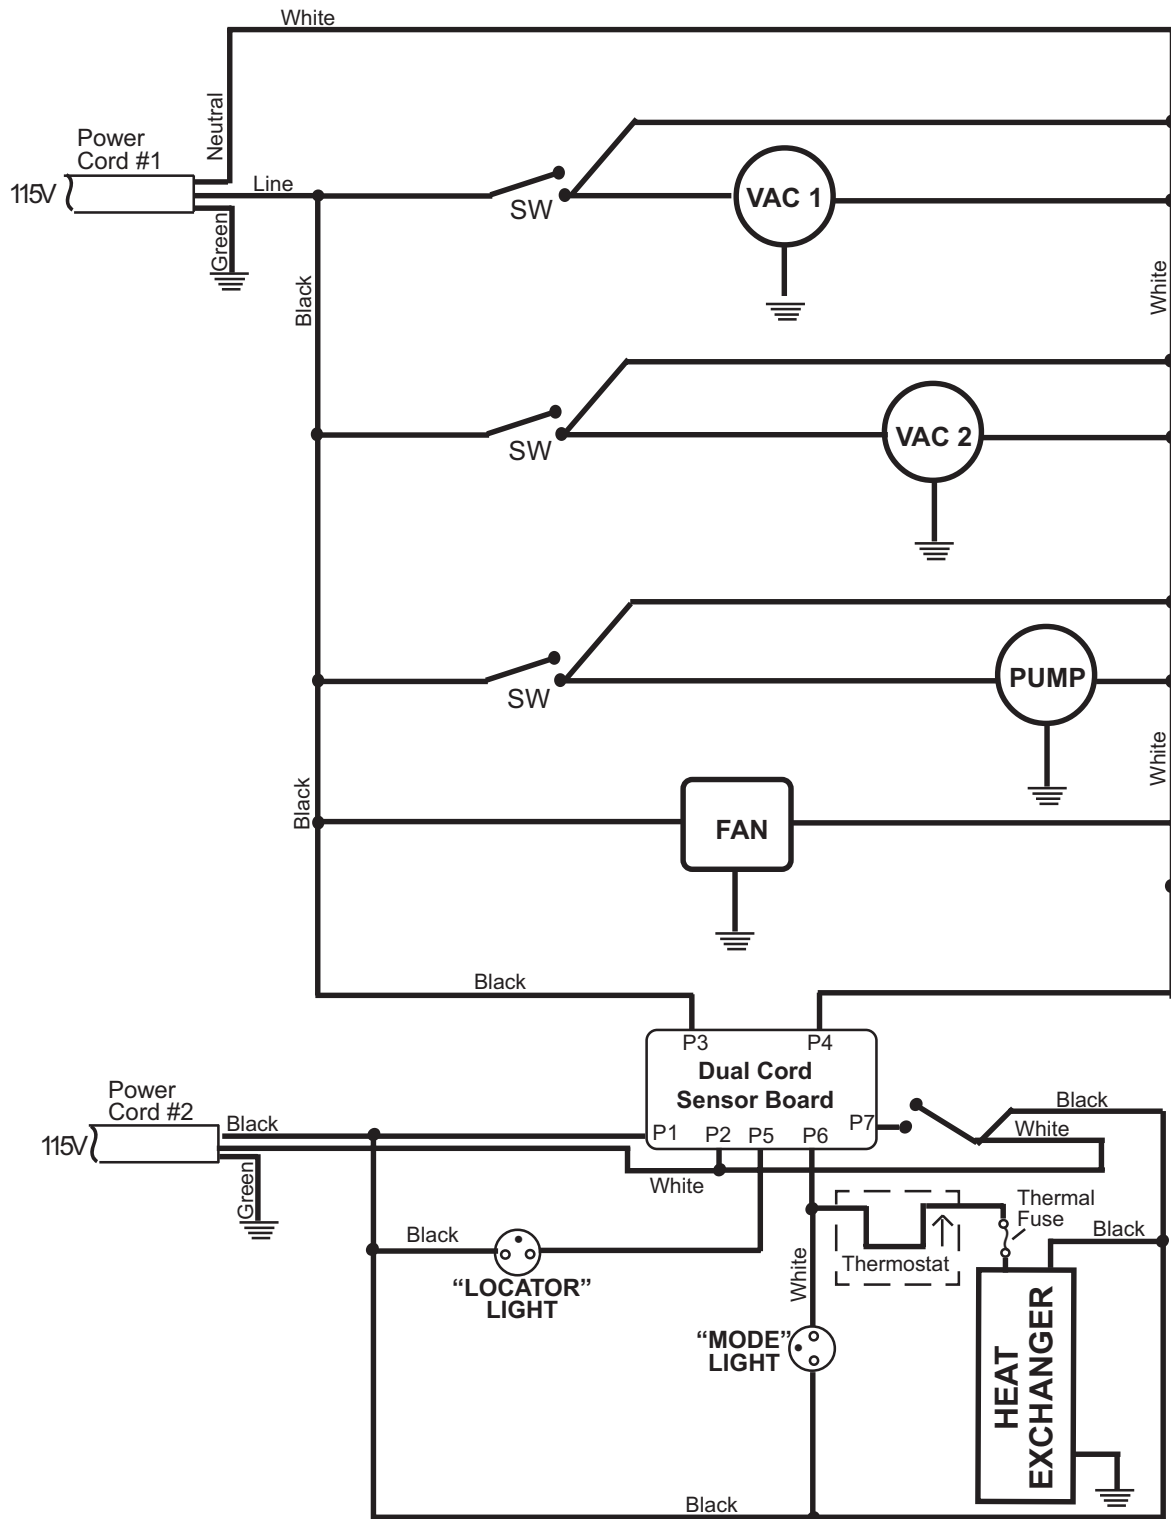 White
Neutral
Power
Cord #1
115V
Line
Green
SW
VAC 1
Black
White
SW
VAC 2
SW
PUMP
White
Black
FAN
Black
P3
P4
Dual Cord
Sensor Board
P1
P2
P5
P6
P7
Power
Cord #2
115V
Black
Green
White
Black
White
Black
"LOCATOR"
LIGHT
White
Thermostat
Thermal
Fuse
Black
"MODE"
LIGHT
HEAT
EXCHANGER
Black